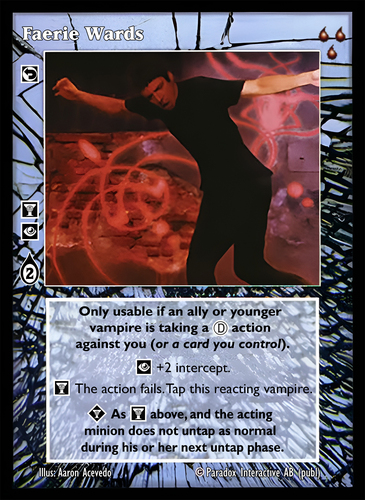 Faerie Wards
2
Only usable if an ally or younger
vampire is taking a D action
against you (or a card you control).
+2 intercept.
The action fails. Tap this reacting vampire.
As above, and the acting
minion does not untap as normal
during his or her next untap phase.
Illus: Aaron Acevedo © Paradox Interactive AB (publ)